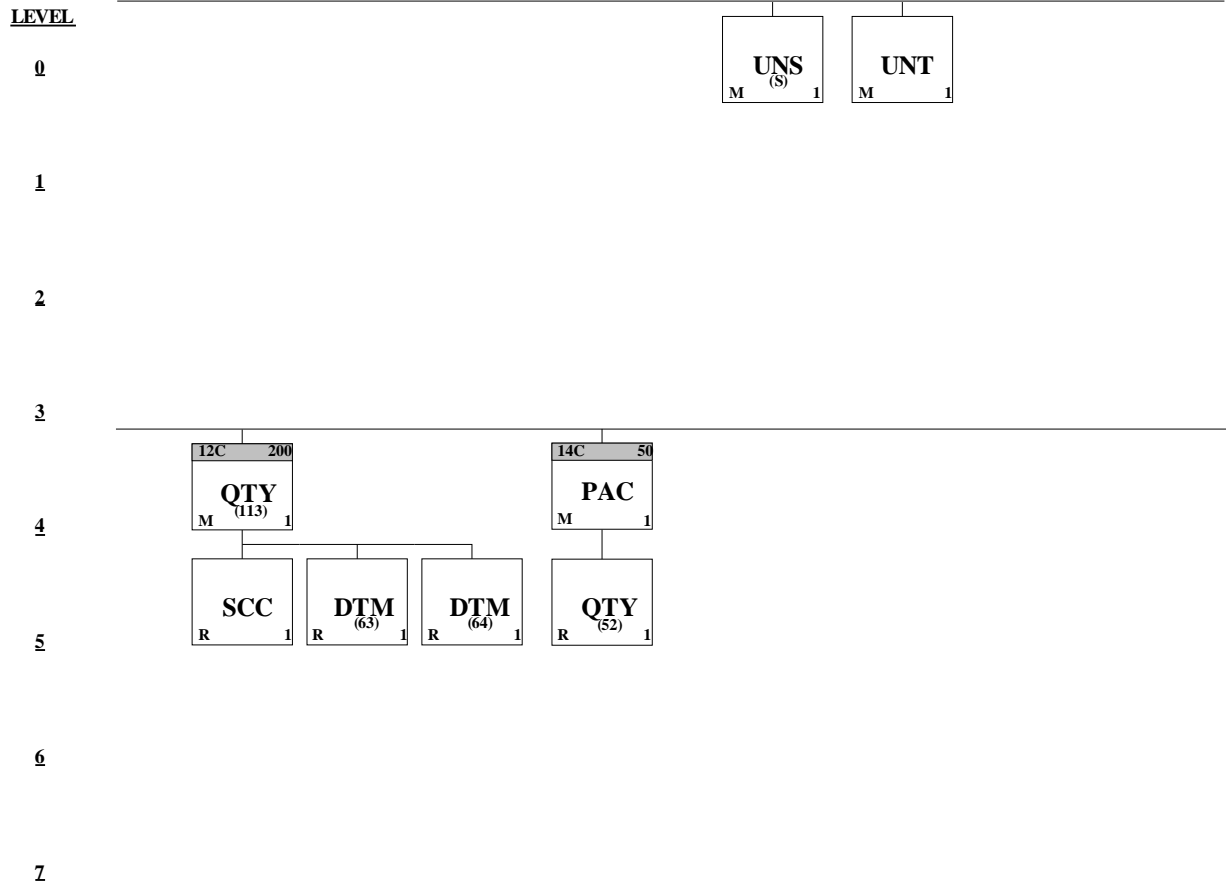 LEVEL
0
UNS
(S)
M 1
UNT
M 1
1
2
3
12C 200
QTY
(113)
M 1
14C 50
PAC
M 1
4
SCC
R 1
DTM
(63)
R 1
DTM
(64)
R 1
QTY
(52)
R 1
5
6
7